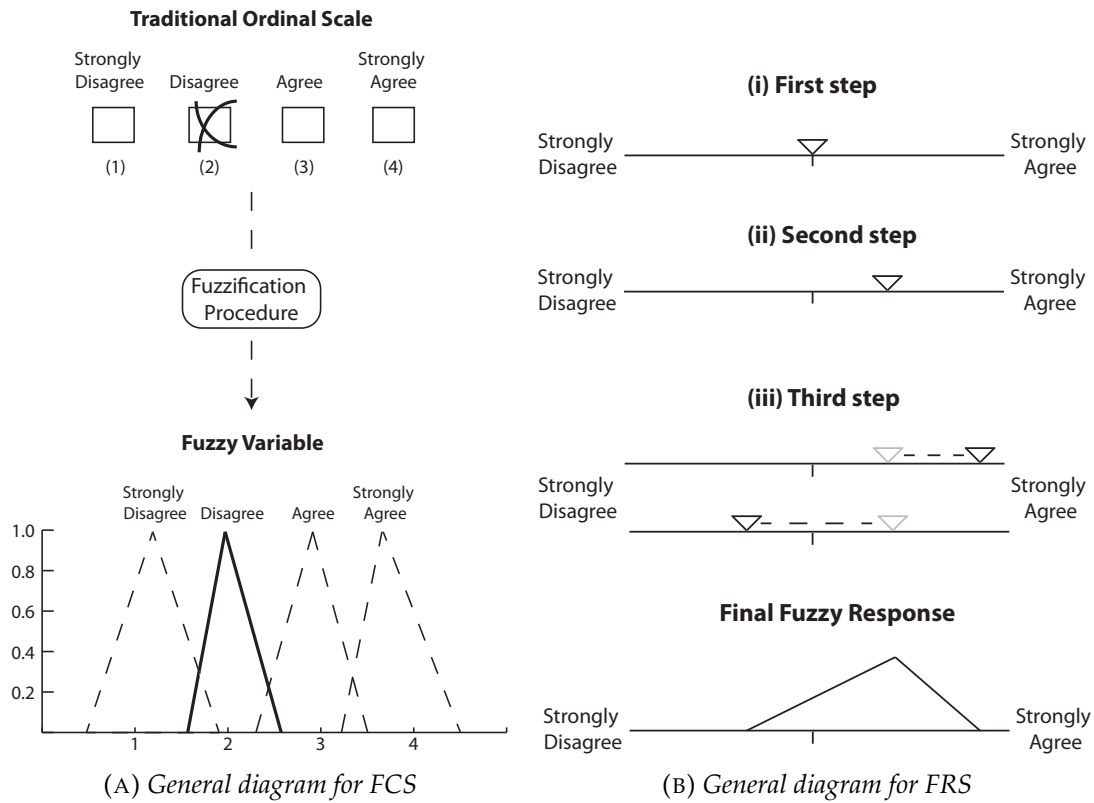 Traditional Ordinal Scale
Strongly Disagree
Disagree
Agree
Strongly Agree
(1)
(2)
(3)
(4)
Fuzzification
Procedure
Fuzzy Variable
Strongly Disagree
Disagree
Agree
Strongly Agree
1.0
0.8
0.6
0.4
0.2
1
2
3
4
(A) General diagram for FCS
(i) First step
Strongly
Disagree
Strongly
Agree
(ii) Second step
Strongly
Disagree
Strongly
Agree
(iii) Third step
Strongly
Disagree
Strongly
Agree
Final Fuzzy Response
Strongly
Disagree
Strongly
Agree
(B) General diagram for FRS